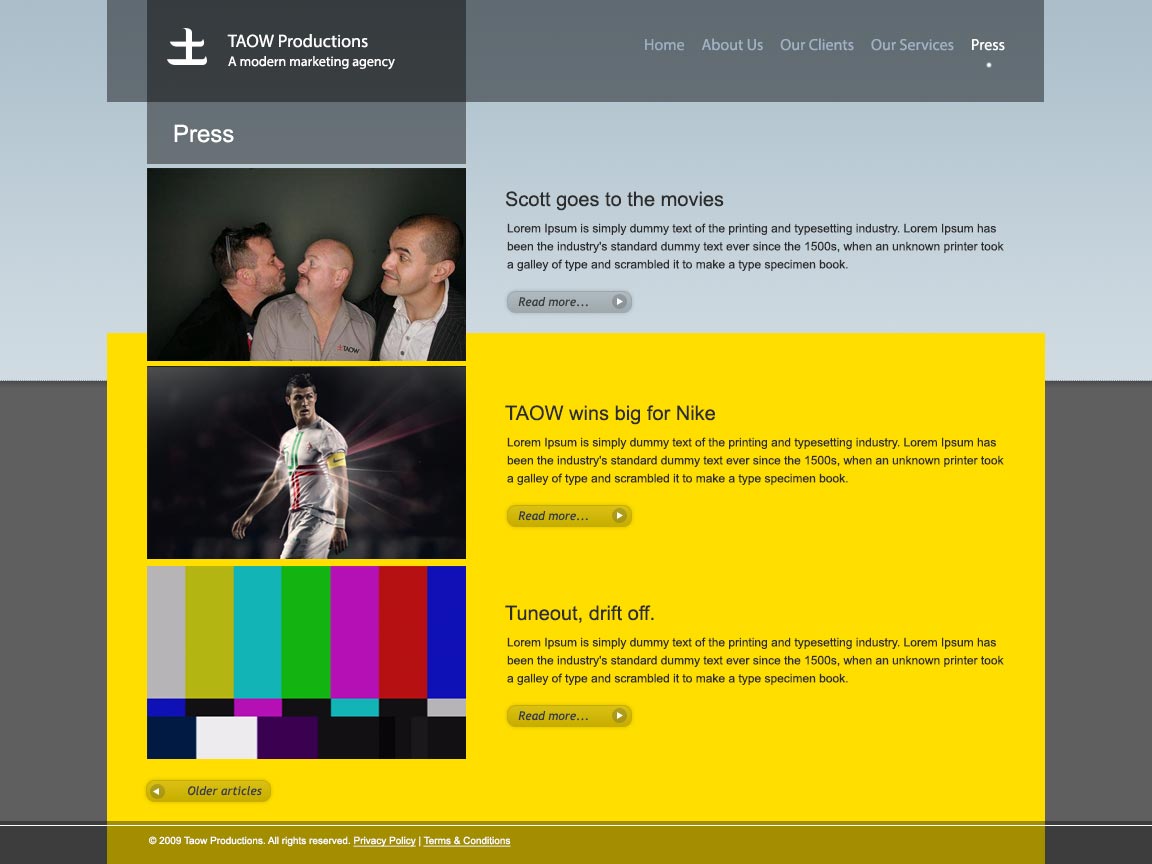 TAOW Productions
A modern marketing agency
Home About Us Our Clients Our Services Press
Press
Scott goes to the movies
Lorem Ipsum is simply dummy text of the printing and typesetting industry. Lorem Ipsum has
been the industry's standard dummy text ever since the 1500s, when an unknown printer took
a galley of type and scrambled it to make a type specimen book.
Read more...
TAOW
TAOW wins big for Nike
Lorem Ipsum is simply dummy text of the printing and typesetting industry. Lorem Ipsum has
been the industry's standard dummy text ever since the 1500s, when an unknown printer took
a galley of type and scrambled it to make a type specimen book.
Read more...
Tuneout, drift off.
Lorem Ipsum is simply dummy text of the printing and typesetting industry. Lorem Ipsum has
been the industry's standard dummy text ever since the 1500s, when an unknown printer took
a galley of type and scrambled it to make a type specimen book.
Read more...
Older articles
© 2009 Taow Productions. All rights reserved. Privacy Policy | Terms & Conditions